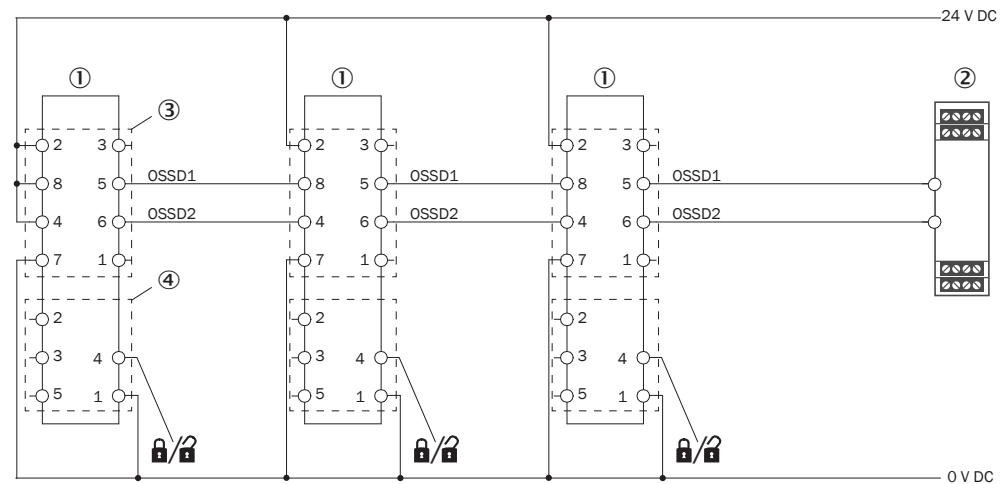 24 V DC
① ① ① ②
③
2 3 2 3 2 3
8 5 OSSD1 8 5 OSSD1 8 5 OSSD1
4 6 OSSD2 4 6 OSSD2 4 6 OSSD2
7 1 7 1 7 1
④
2 2 2
3 4 3 4 3 4
5 1 5 1 5 1
/ / /
0 V DC